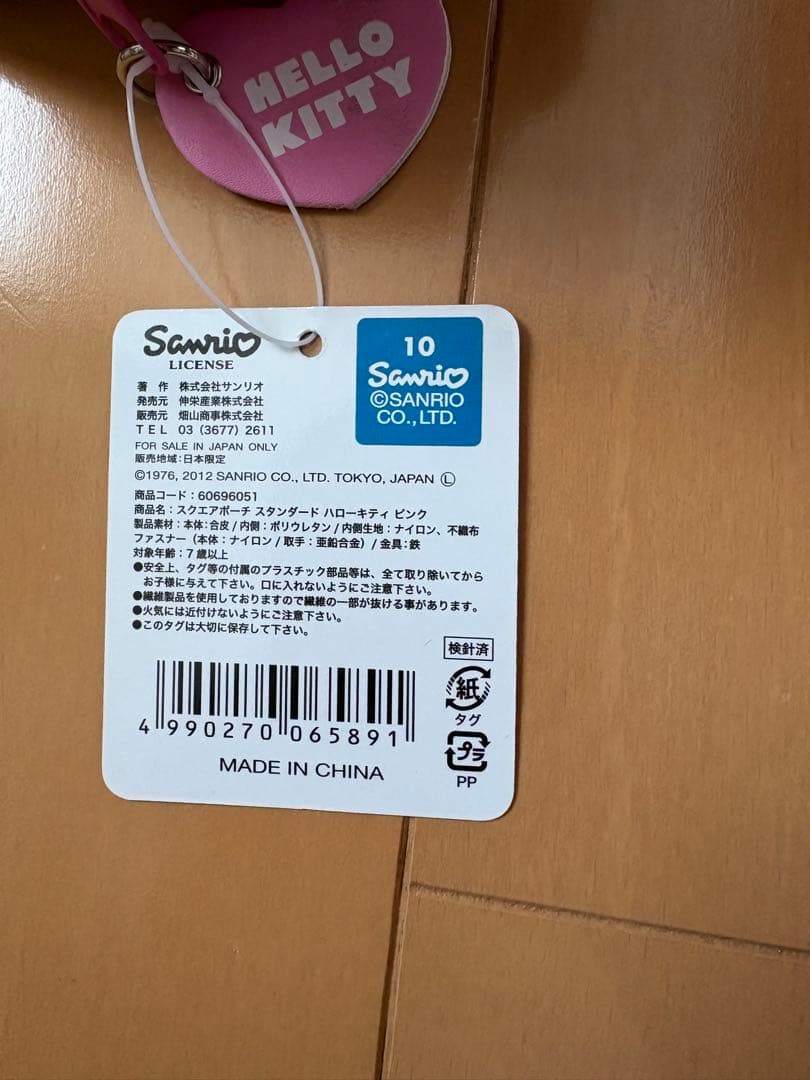 HELLO
KITTY
Sanrio
LICENSE
10
Sanrio
©SANRIO
CO., LTD.
著 作 株式会社サンリオ
発売元 伸栄産業株式会社
販売元 畑山商事株式会社
TEL 03 (3677) 2611
FOR SALE IN JAPAN ONLY
販売地域:日本限定
©1976, 2012 SANRIO CO., LTD. TOKYO, JAPAN Ⓛ
商品コード：60696051
商品名：スクエアポーチ スタンダード ハローキティ ピンク
製品素材：本体:合皮 / 内側：ポリウレタン / 内側生地：ナイロン、不織布
ファスナー（本体：ナイロン / 取手：亜鉛合金）/ 金具:鉄
対象年齢：7歳以上
●安全上、タグ等の付属のプラスチック部品等は、全て取り除いてから
お子様に与えて下さい。口に入れないようにご注意下さい。
●繊維製品を使用しておりますので繊維の一部が抜ける事があります。
●火気には近付けないようにご注意下さい。
●このタグは大切に保存して下さい。
検針済
紙
タグ
プラ
PP
4 990270 065891
MADE IN CHINA